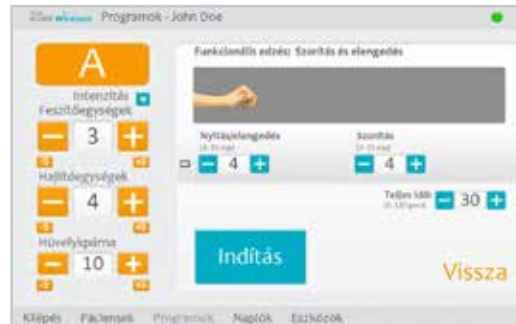 Programok - John Doe
A
Intenzitás
Feszítőegységek
3
Hajlítóegységek
4
Hüvelykpárna
10
Funkcionális edzés: Szorítás és elengedés
Nyitás/elengedés
4
Szorítás
4
Teljes idő
30
Indítás
Vissza
Kilépés Páciensek Programok Naplók Eszközök